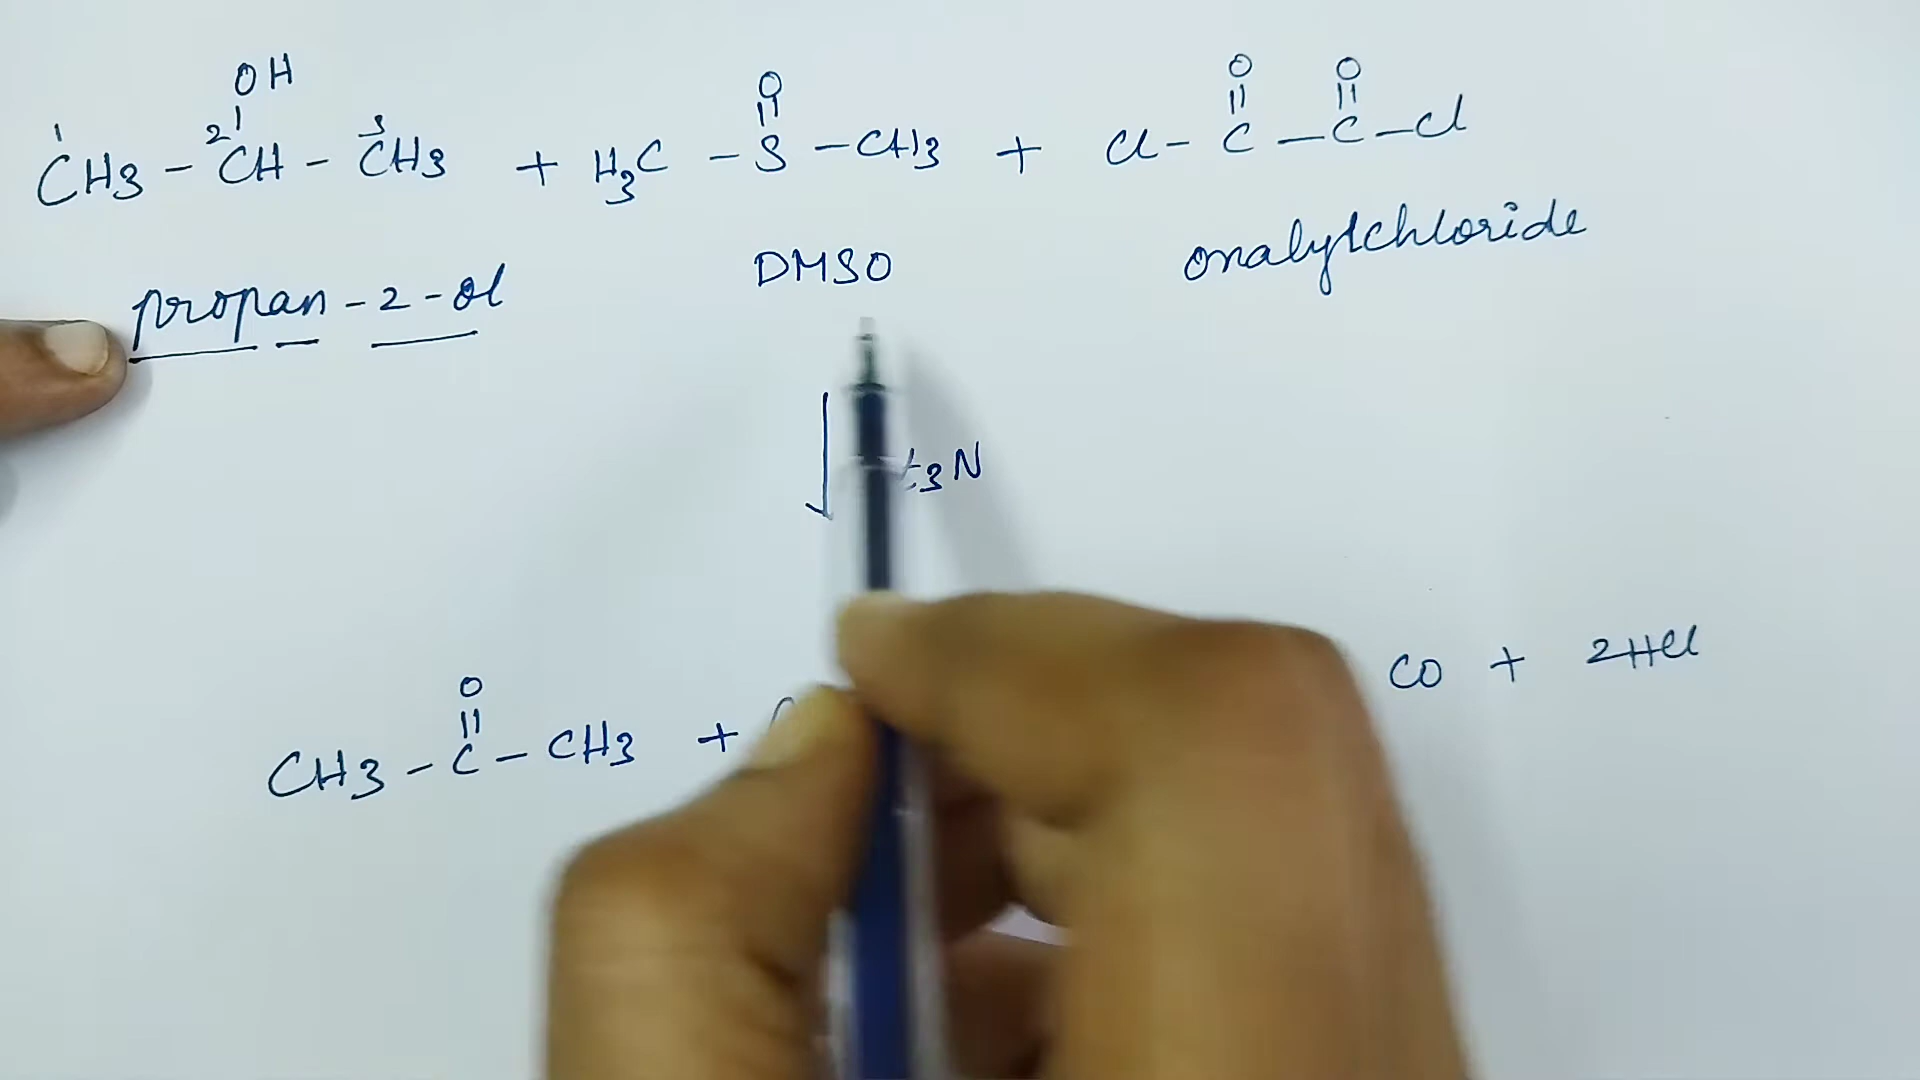 OH
1 2 3
CH3 - CH - CH3 + H3C - S - CH3 + Cl - C - C - Cl
O O O
propan - 2 - ol DMSO oxalylchloride
t3N
O
CH3 - C - CH3 + CO + 2HCl